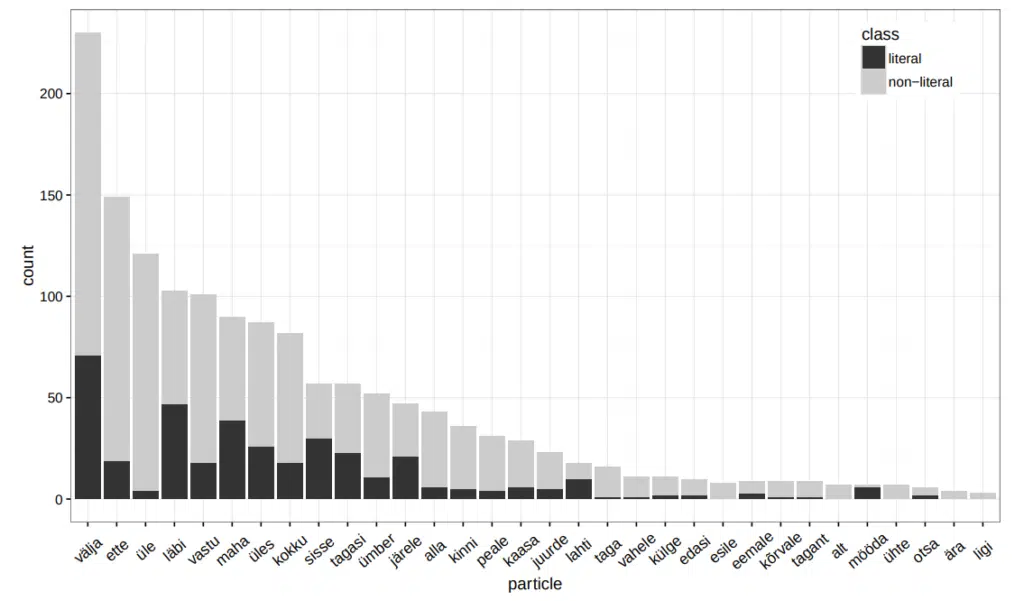 class
literal
non−literal
200
150
100
50
0
count
välja ette üle läbi vastu maha üles kokku sisse tagasi ümber järele alla kinni peale kaasa juurde lahti taga vahele külge edasi esile eemale kõrvale tagant alt mööda ühte otsa ära ligi
particle